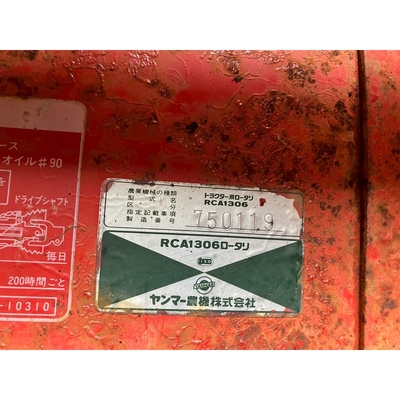 ース
オイル#90
を
ドライブシャフト
毎日
200時間ごと
-10310
農業機械の種類 トラクター用ロータリ
型式名 RCA1306
区分
指定記載事項
製造番号 750119
RCA1306ロータリ
ヤンマー農機株式会社